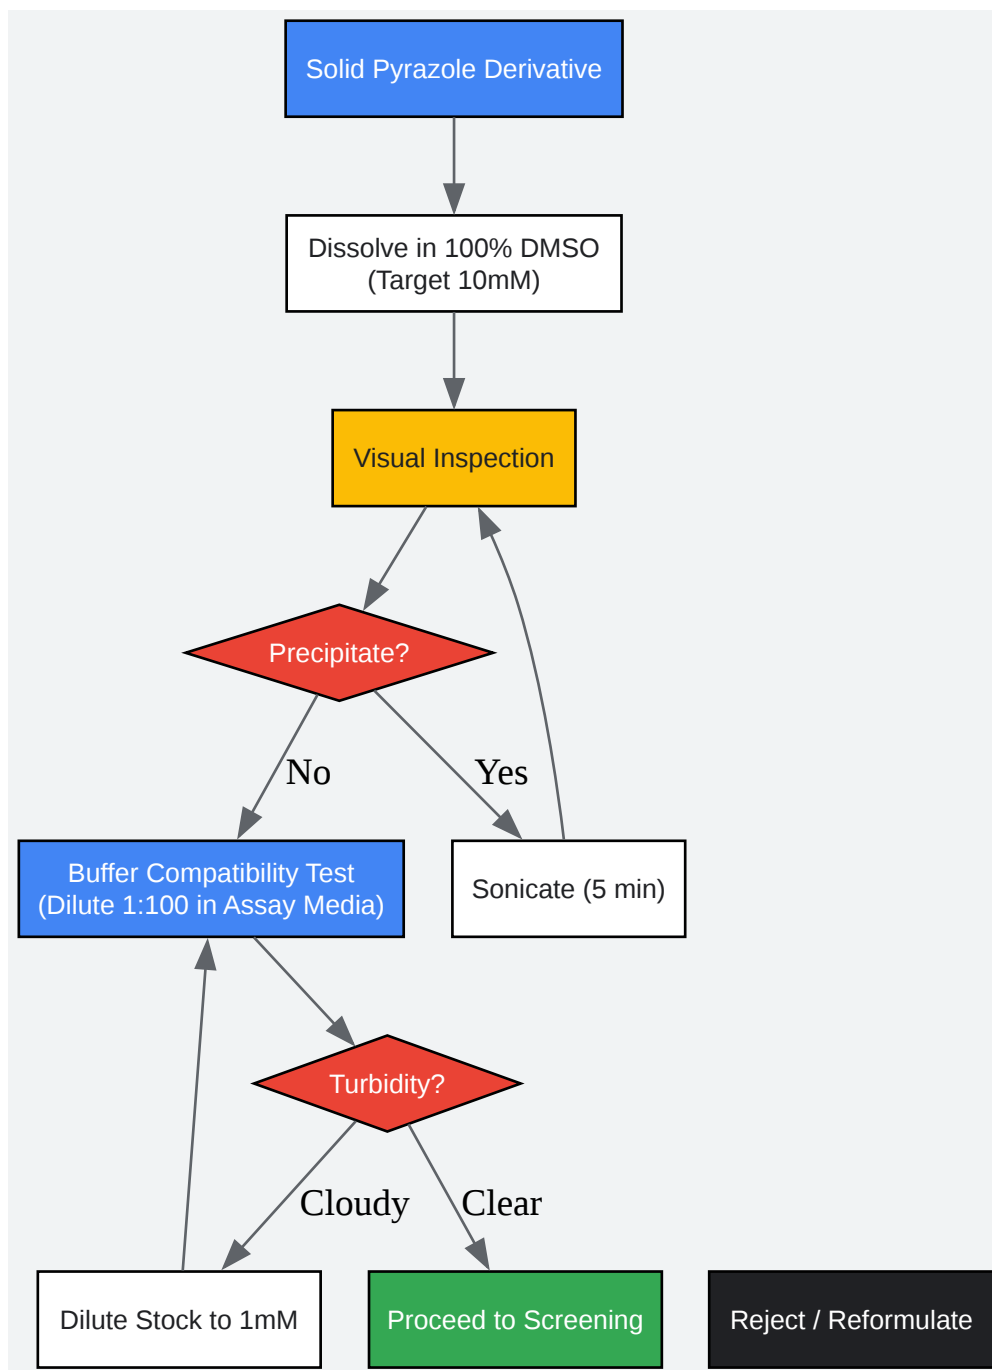 Solid Pyrazole Derivative
Dissolve in 100% DMSO
(Target 10mM)
Visual Inspection
Precipitate?
No
Yes
Buffer Compatibility Test
(Dilute 1:100 in Assay Media)
Sonicate (5 min)
Turbidity?
Cloudy
Clear
Dilute Stock to 1mM
Proceed to Screening
Reject / Reformulate